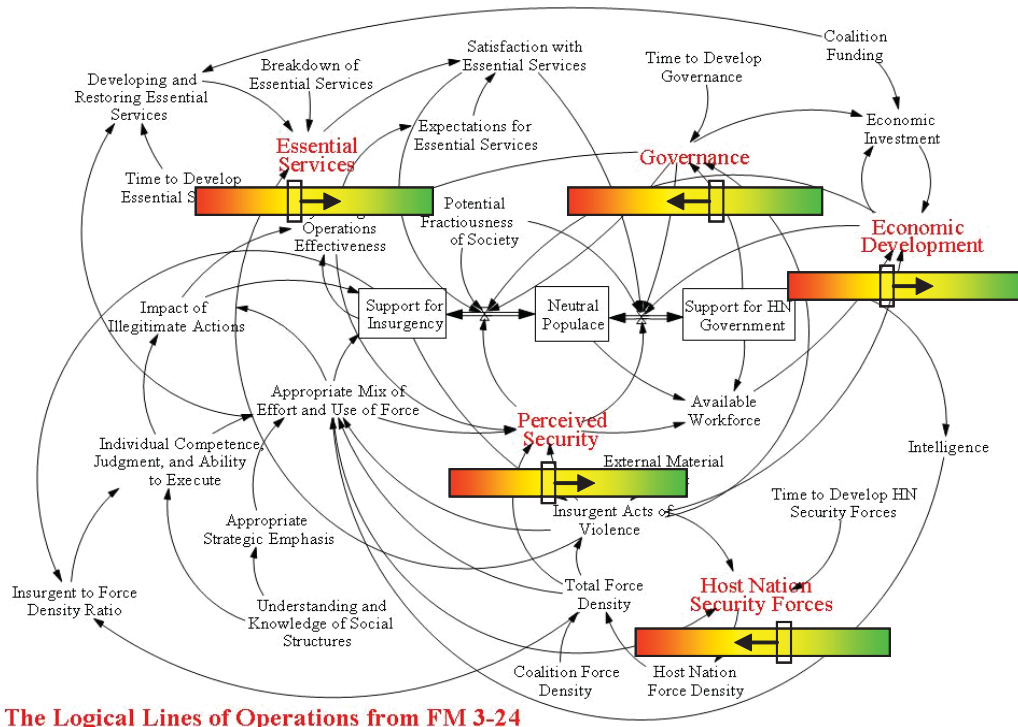 Coalition
Funding
Satisfaction with
Essential Services
Time to Develop
Governance
Breakdown of
Essential Services
Developing and
Restoring Essential
Services
Expectations for
Essential Services
Economic
Investment
Essential
Services
Governance
Time to Develop
Essential S
Potential
Fractiousness
of Society
Operations
Effectiveness
Economic
Development
Impact of
Illegitimate Actions
Support for
Insurgency
Neutral
Populace
Support for HN
Government
Appropriate Mix of
Effort and Use of Force
Available
Workforce
Perceived
Security
Individual Competence,
Judgment, and Ability
to Execute
Intelligence
External Material
Time to Develop HN
Security Forces
Insurgent Acts of
Violence
Appropriate
Strategic Emphasis
Insurgent to Force
Density Ratio
Understanding and
Knowledge of Social
Structures
Total Force
Density
Host Nation
Security Forces
Coalition Force
Density
Host Nation
Force Density
The Logical Lines of Operations from FM 3-24